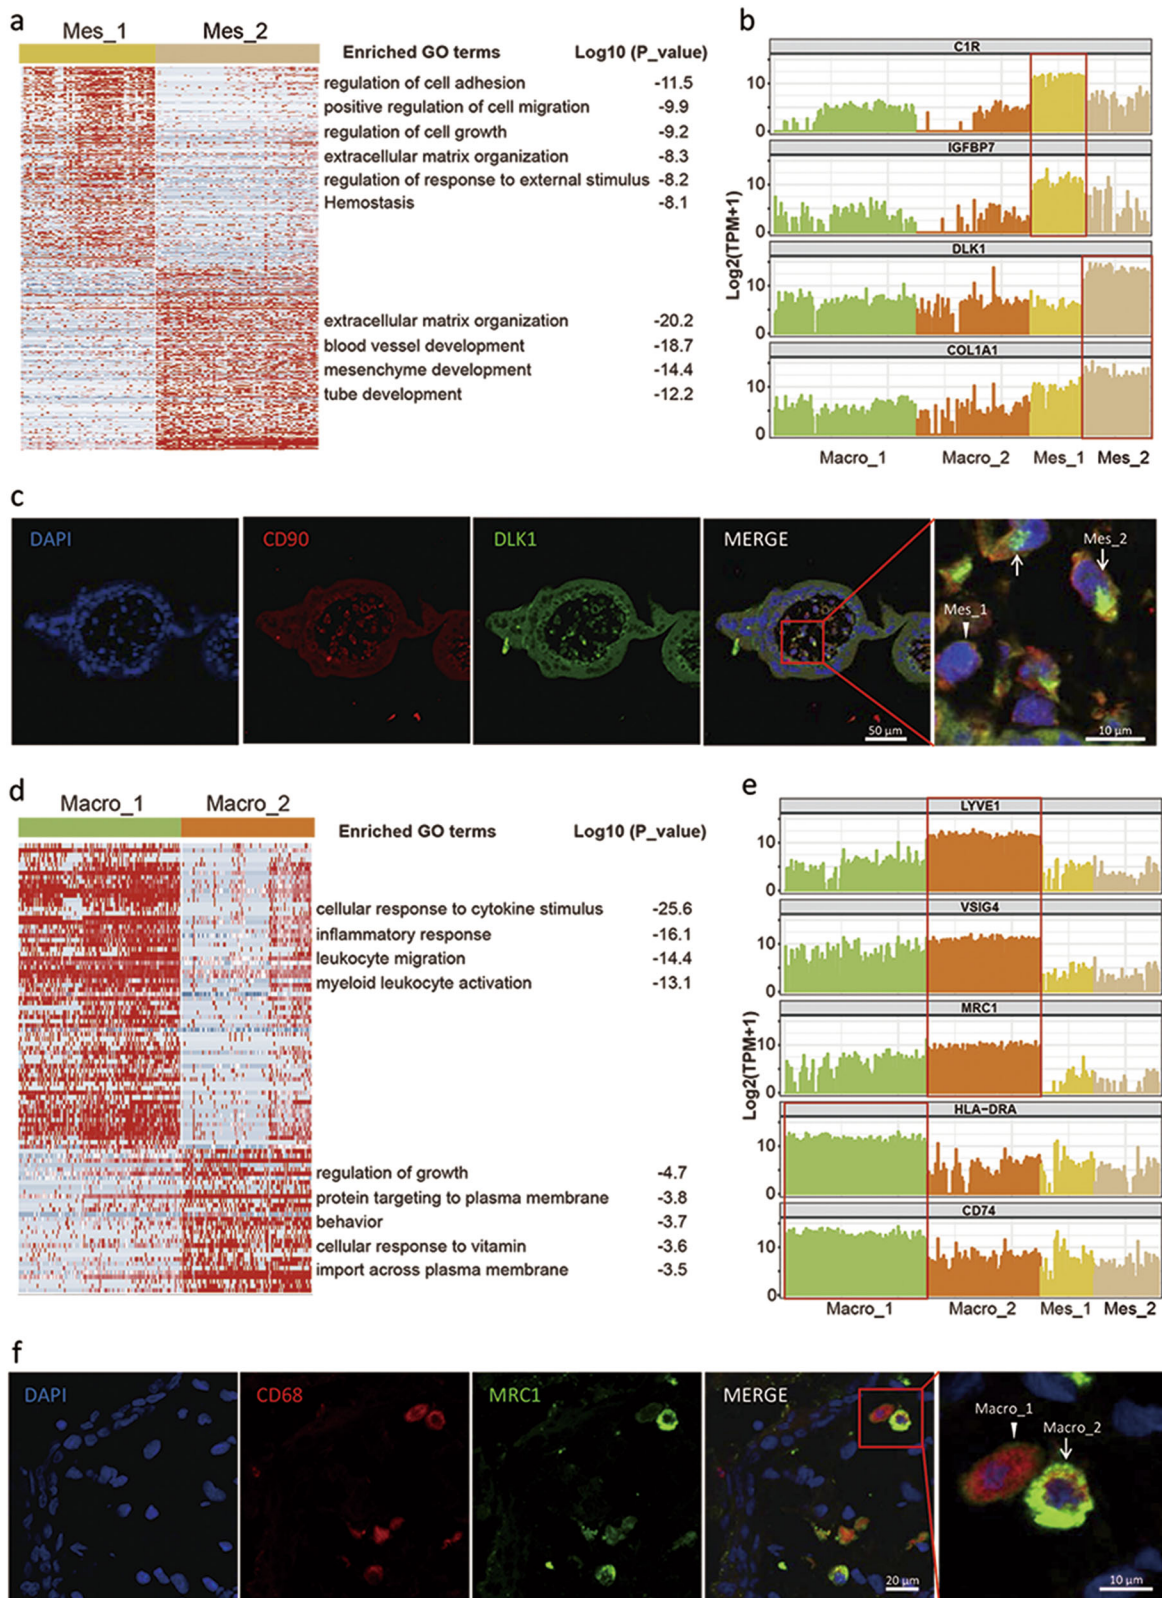 a
Mes_1 Mes_2
Enriched GO terms Log10 (P_value)
regulation of cell adhesion -11.5
positive regulation of cell migration -9.9
regulation of cell growth -9.2
extracellular matrix organization -8.3
regulation of response to external stimulus -8.2
Hemostasis -8.1
extracellular matrix organization -20.2
blood vessel development -18.7
mesenchyme development -14.4
tube development -12.2
b
C1R
10
0
IGFBP7
10
0
DLK1
10
0
COL1A1
10
0
Log2(TPM+1)
Macro_1 Macro_2 Mes_1 Mes_2
c
DAPI CD90 DLK1 MERGE
50 μm
Mes_2
Mes_1
10 μm
d
Macro_1 Macro_2
Enriched GO terms Log10 (P_value)
cellular response to cytokine stimulus -25.6
inflammatory response -16.1
leukocyte migration -14.4
myeloid leukocyte activation -13.1
regulation of growth -4.7
protein targeting to plasma membrane -3.8
behavior -3.7
cellular response to vitamin -3.6
import across plasma membrane -3.5
e
LYVE1
10
0
VSIG4
10
0
MRC1
10
0
HLA-DRA
10
0
CD74
10
0
Log2(TPM+1)
Macro_1 Macro_2 Mes_1 Mes_2
f
DAPI CD68 MRC1 MERGE
20 μm
Macro_1
Macro_2
10 μm